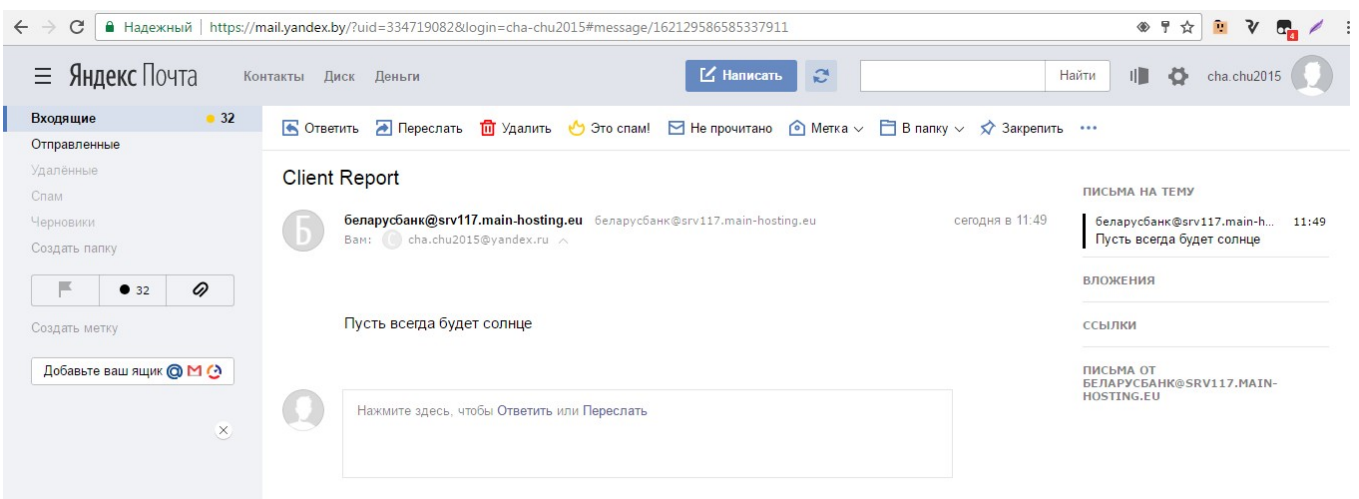 Надежный | https://mail.yandex.by/?uid=334719082&login=cha-chu2015#message/162129586585337911
4
Яндекс Почта Контакты Диск Деньги Написать Найти cha.chu2015
Входящие 32
Отправленные
Удалённые
Спам
Черновики
Создать папку
32
Создать метку
Добавьте ваш ящик
Ответить Переслать Удалить Это спам! Не прочитано Метка В папку Закрепить •••
Client Report
Б
беларусбанк@srv117.main-hosting.eu беларусбанк@srv117.main-hosting.eu сегодня в 11:49
Вам: C cha.chu2015@yandex.ru
Пусть всегда будет солнце
Нажмите здесь, чтобы Ответить или Переслать
ПИСЬМА НА ТЕМУ
беларусбанк@srv117.main-h... 11:49
Пусть всегда будет солнце
ВЛОЖЕНИЯ
ССЫЛКИ
ПИСЬМА ОТ
БЕЛАРУСБАНК@SRV117.MAIN-
HOSTING.EU